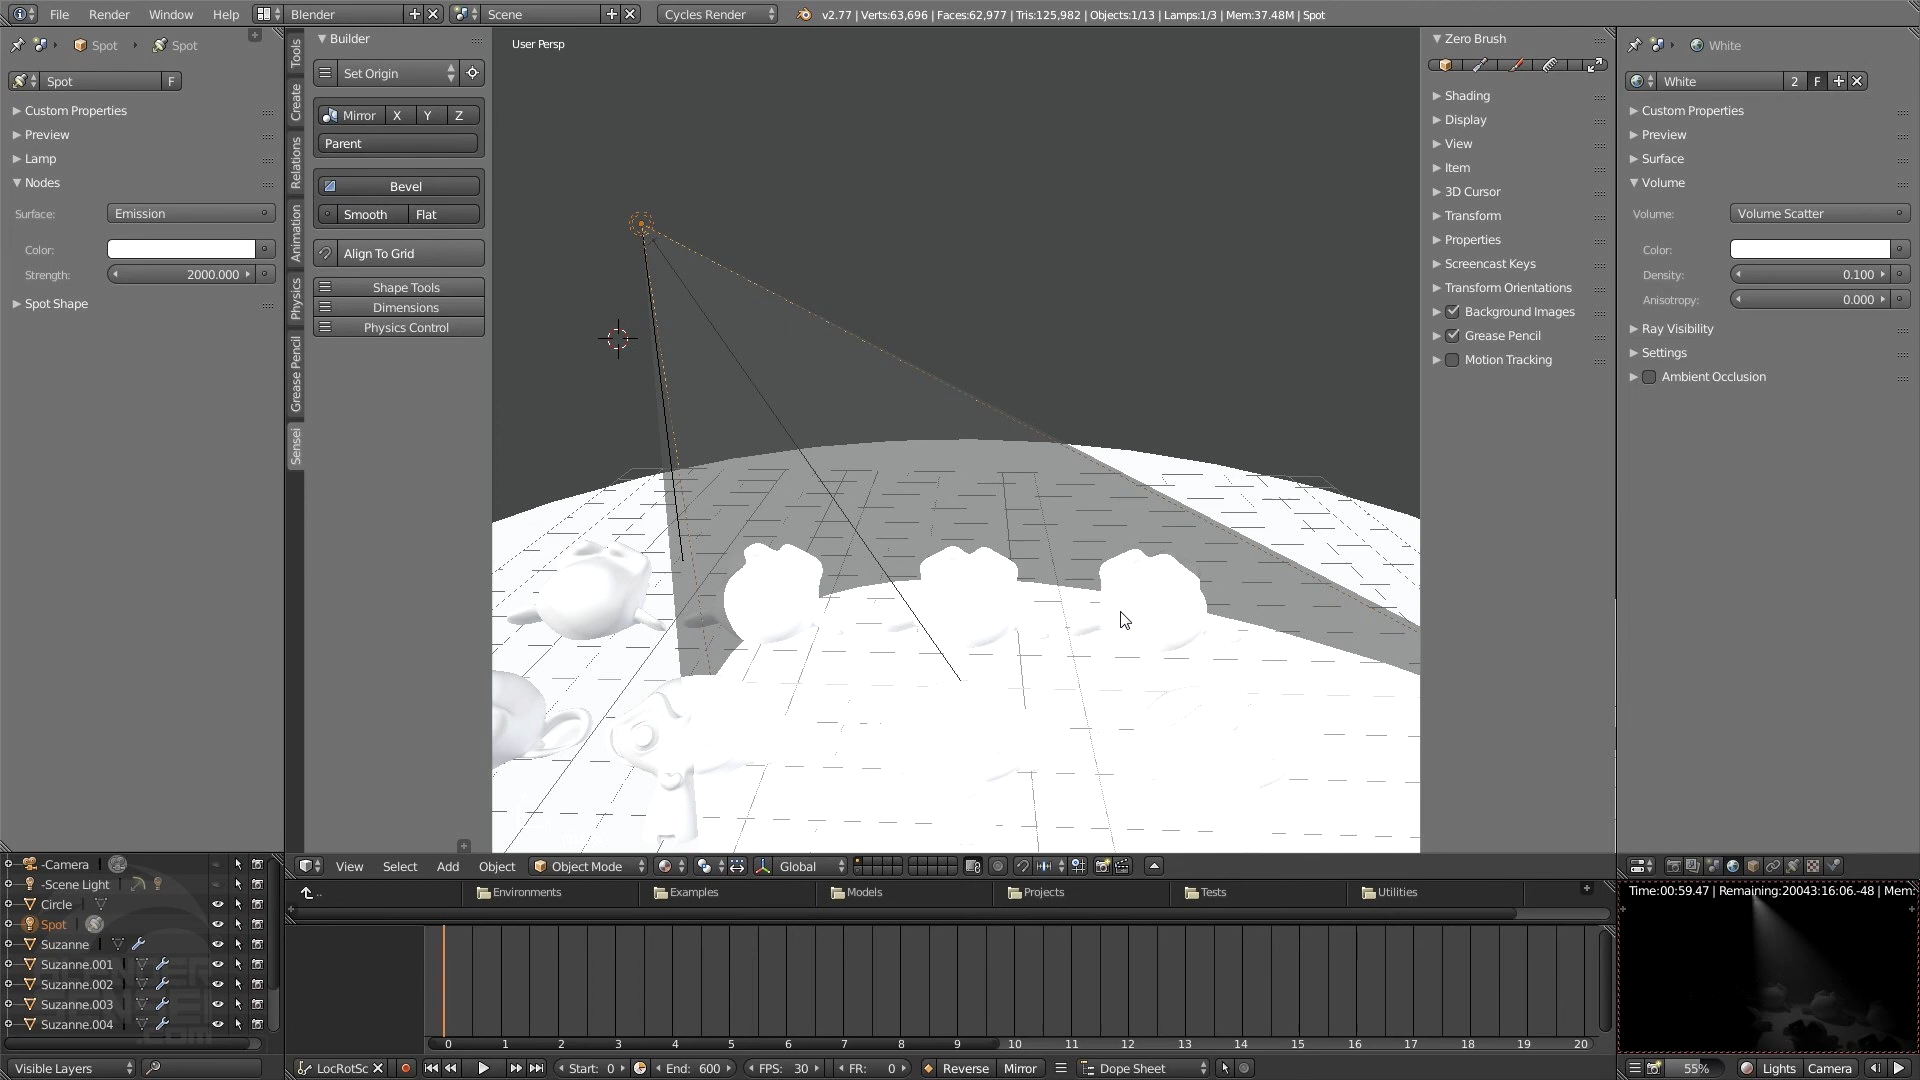 File Render Window Help Blender Scene Cycles Render v2.77 | Verts:63,696 | Faces:62,977 | Tris:125,982 | Objects:1/13 | Lamps:1/3 | Mem:37.48M | Spot
Spot Spot
Spot F
Custom Properties
Preview
Lamp
Nodes
Surface: Emission
Color:
Strength: 2000.000
Spot Shape
Tools
Create
Relations
Animation
Physics
Grease Pencil
Sensei
Builder
Set Origin
Mirror X Y Z
Parent
Bevel
Smooth Flat
Align To Grid
Shape Tools
Dimensions
Physics Control
User Persp
Zero Brush
Shading
Display
View
Item
3D Cursor
Transform
Properties
Screencast Keys
Transform Orientations
Background Images
Grease Pencil
Motion Tracking
White
White 2 F
Custom Properties
Preview
Surface
Volume
Volume: Volume Scatter
Color:
Density: 0.100
Anisotropy: 0.000
Ray Visibility
Settings
Ambient Occlusion
View Select Add Object Object Mode Global
-Camera
-Scene Light
Circle
Spot
Suzanne
Suzanne.001
Suzanne.002
Suzanne.003
Suzanne.004
Visible Layers
.. Environments Examples Models Projects Tests Utilities
0 1 2 3 4 5 6 7 8 9 10 11 12 13 14 15 16 17 18 19 20
LocRotSc Start: 0 End: 600 FPS: 30 FR: 0 Reverse Mirror Dope Sheet
Time:00:59.47 | Remaining:20043:16:06.-48 | Mem:
55% Lights Camera